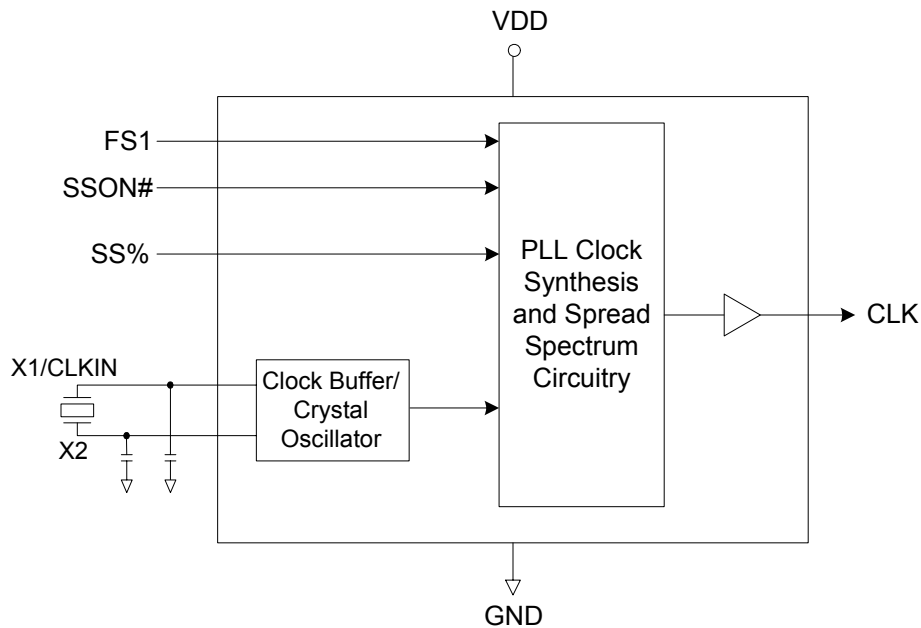 VDD
FS1
SSON#
SS%
PLL Clock
Synthesis
and Spread
Spectrum
Circuitry
CLK
X1/CLKIN
X2
Clock Buffer/
Crystal
Oscillator
GND